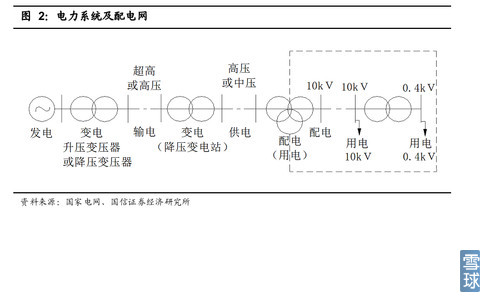 图 2：电力系统及配电网
超高
或高压
高压
或中压
10kV
10kV
0.4kV
发电
变电
升压变压器
或降压变压器
输电
变电
（降压变电站）
供电
配电
（用电）
配电
用电
10kV
用电
0.4kV
资料来源：国家电网、国信证券经济研究所
雪球